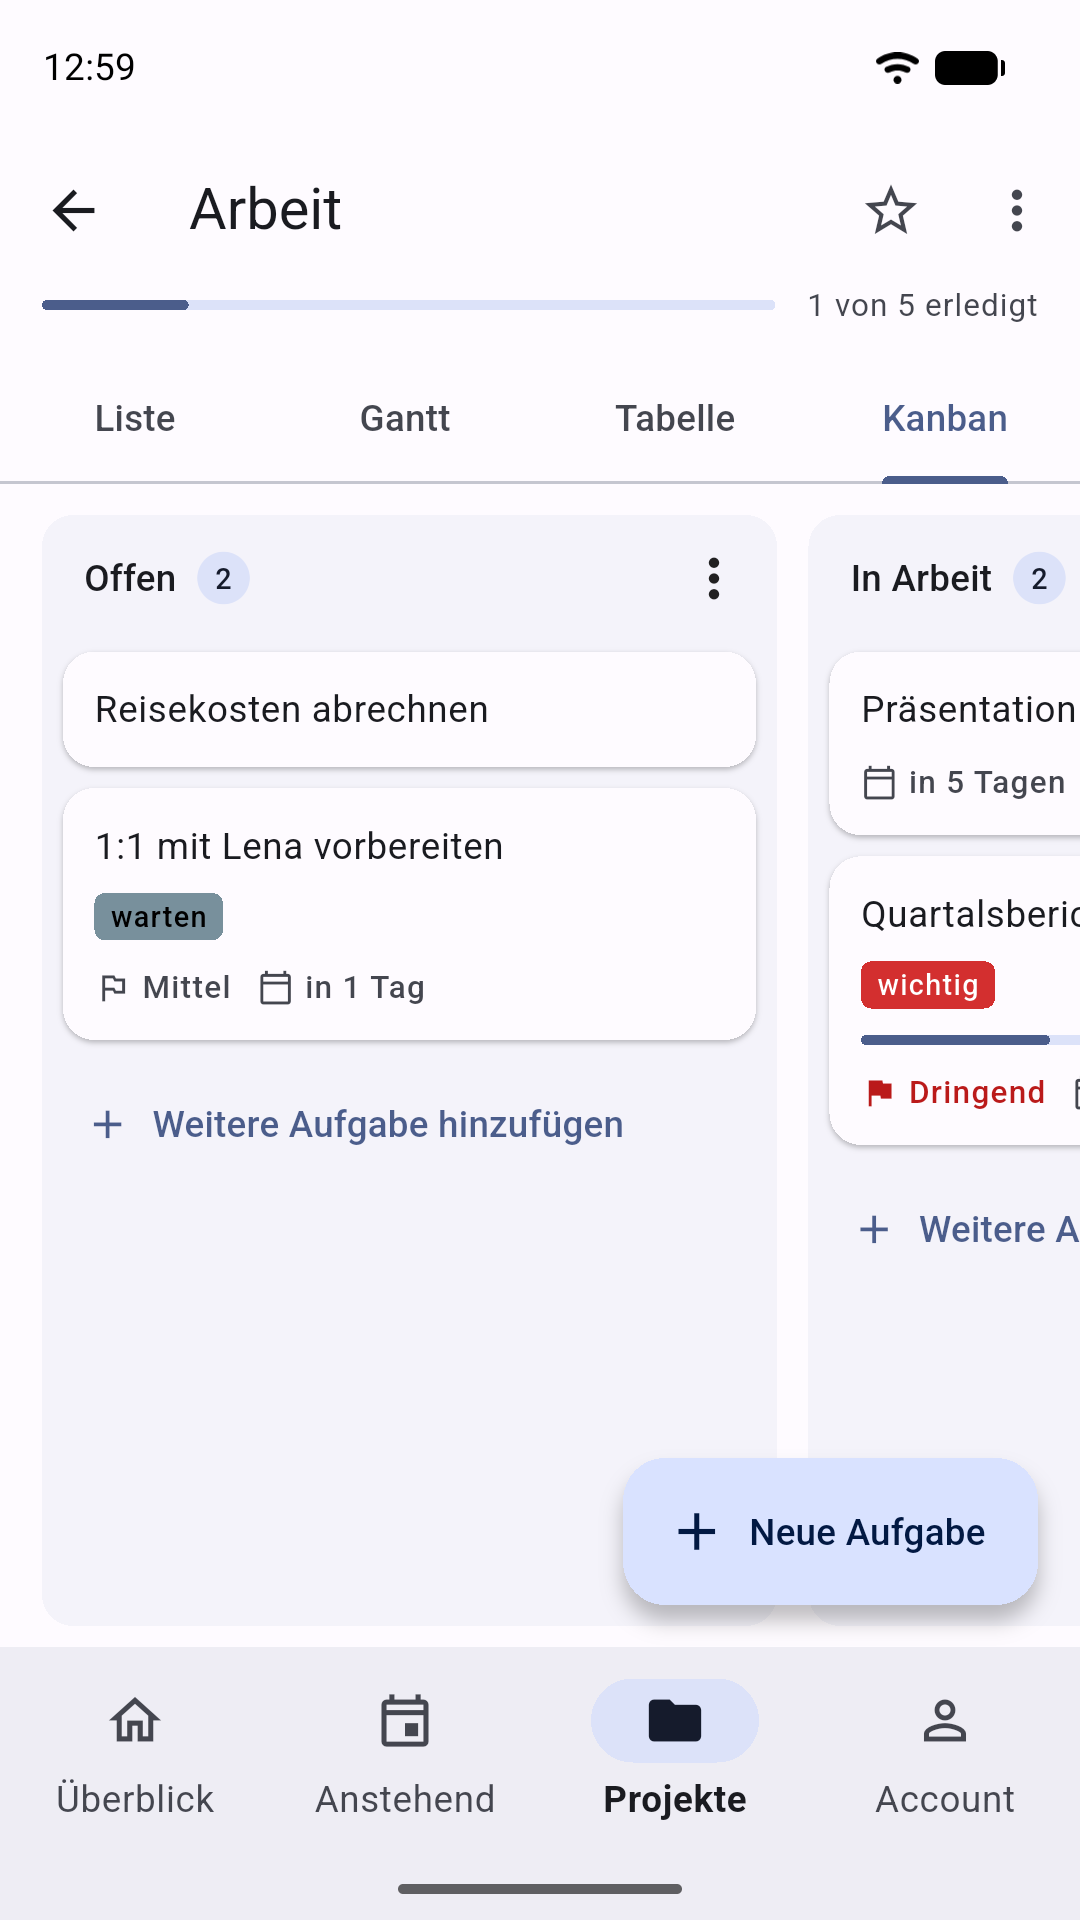 12:59
Arbeit
1 von 5 erledigt
Liste
Gantt
Tabelle
Kanban
Offen 2
Reisekosten abrechnen
1:1 mit Lena vorbereiten
warten
Mittel in 1 Tag
Weitere Aufgabe hinzufügen
In Arbeit 2
Präsentation
in 5 Tagen
wichtig
Dringend
Weitere
Neue Aufgabe
Überblick
Anstehend
Projekte
Account